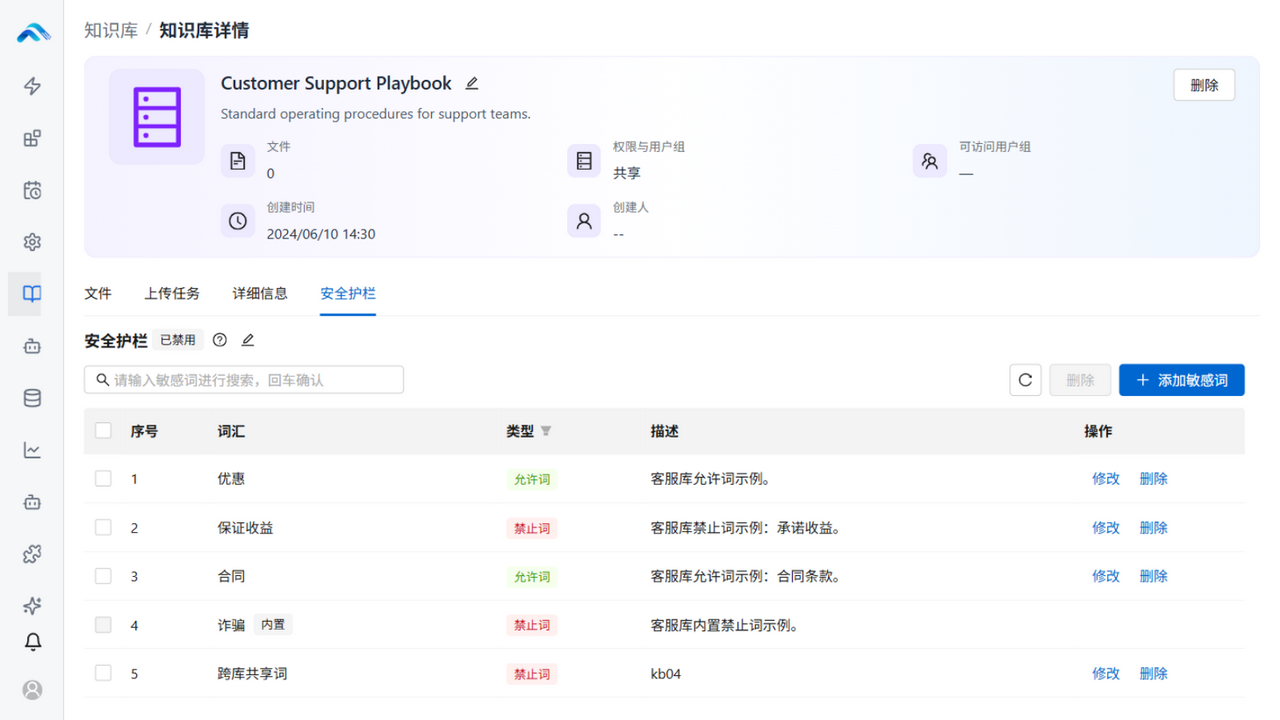 知识库 / 知识库详情
Customer Support Playbook
删除
Standard operating procedures for support teams.
文件
0
权限与用户组
共享
可访问用户组
—
创建时间
2024/06/10 14:30
创建人
--
文件 上传任务 详细信息 安全护栏
安全护栏 已禁用
请输入敏感词进行搜索，回车确认
删除
添加敏感词
序号 词汇 类型 描述 操作
1 优惠 允许词 客服库允许词示例。 修改 删除
2 保证收益 禁止词 客服库禁止词示例：承诺收益。 修改 删除
3 合同 允许词 客服库允许词示例：合同条款。 修改 删除
4 诈骗 内置 禁止词 客服库内置禁止词示例。
5 跨库共享词 禁止词 kb04 修改 删除